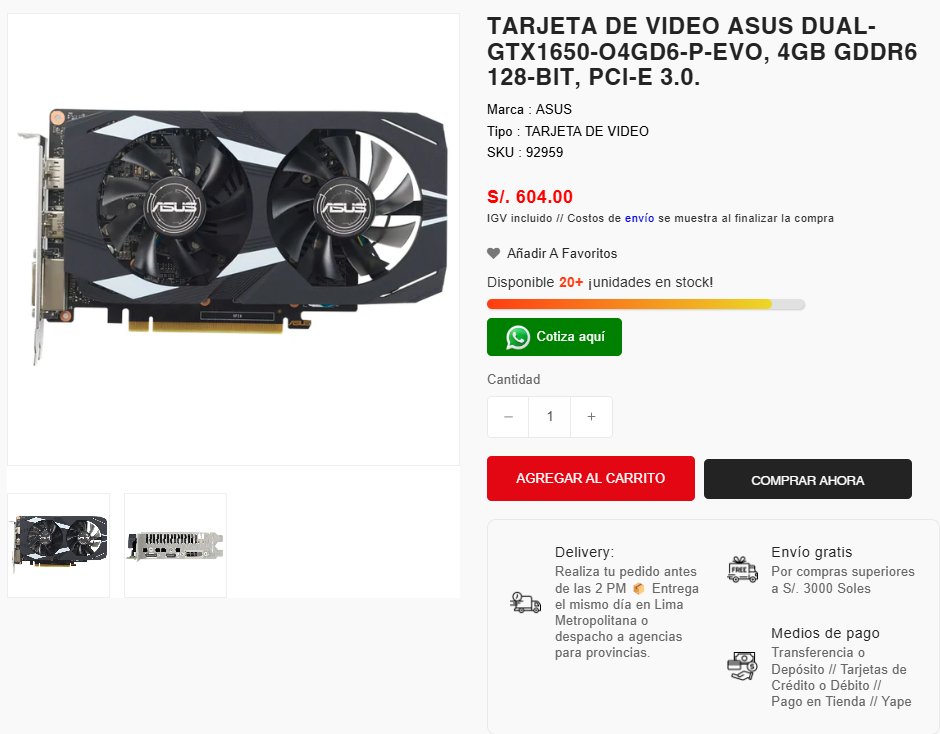 TARJETA DE VIDEO ASUS DUAL-
GTX1650-O4GD6-P-EVO, 4GB GDDR6
128-BIT, PCI-E 3.0.
Marca : ASUS
Tipo : TARJETA DE VIDEO
SKU : 92959
S/. 604.00
IGV incluido // Costos de envío se muestra al finalizar la compra
Añadir A Favoritos
Disponible 20+ ¡unidades en stock!
Cotiza aquí
Cantidad
− 1 +
AGREGAR AL CARRITO
COMPRAR AHORA
Delivery:
Realiza tu pedido antes
de las 2 PM 📦 Entrega
el mismo día en Lima
Metropolitana o
despacho a agencias
para provincias.
FREE
Envío gratis
Por compras superiores
a S/. 3000 Soles
Medios de pago
Transferencia o
Depósito // Tarjetas de
Crédito o Débito //
Pago en Tienda // Yape
ASUS
ASUS
ASUS